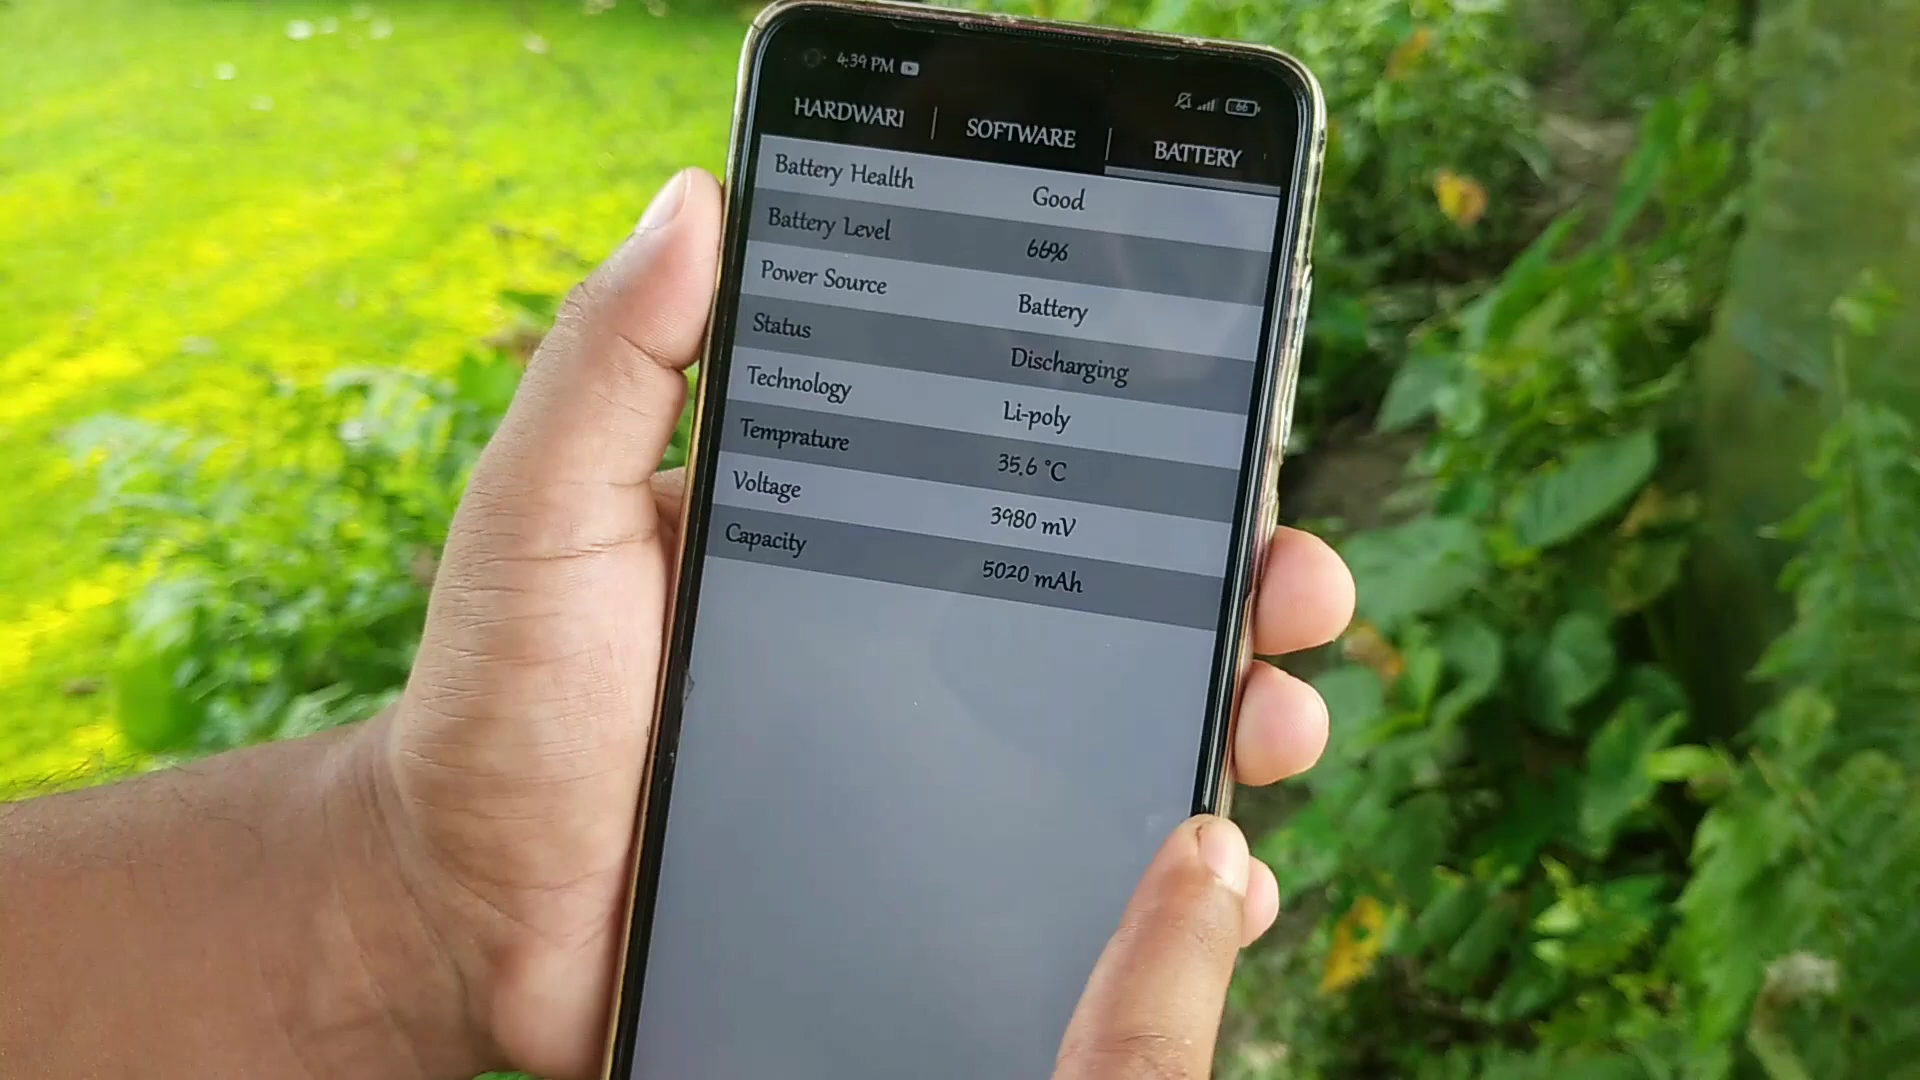 4:39 PM
66
HARDWARI SOFTWARE BATTERY
Battery Health Good
Battery Level 66%
Power Source Battery
Status Discharging
Technology Li-poly
Temprature 35.6 °C
Voltage 3980 mV
Capacity 5020 mAh